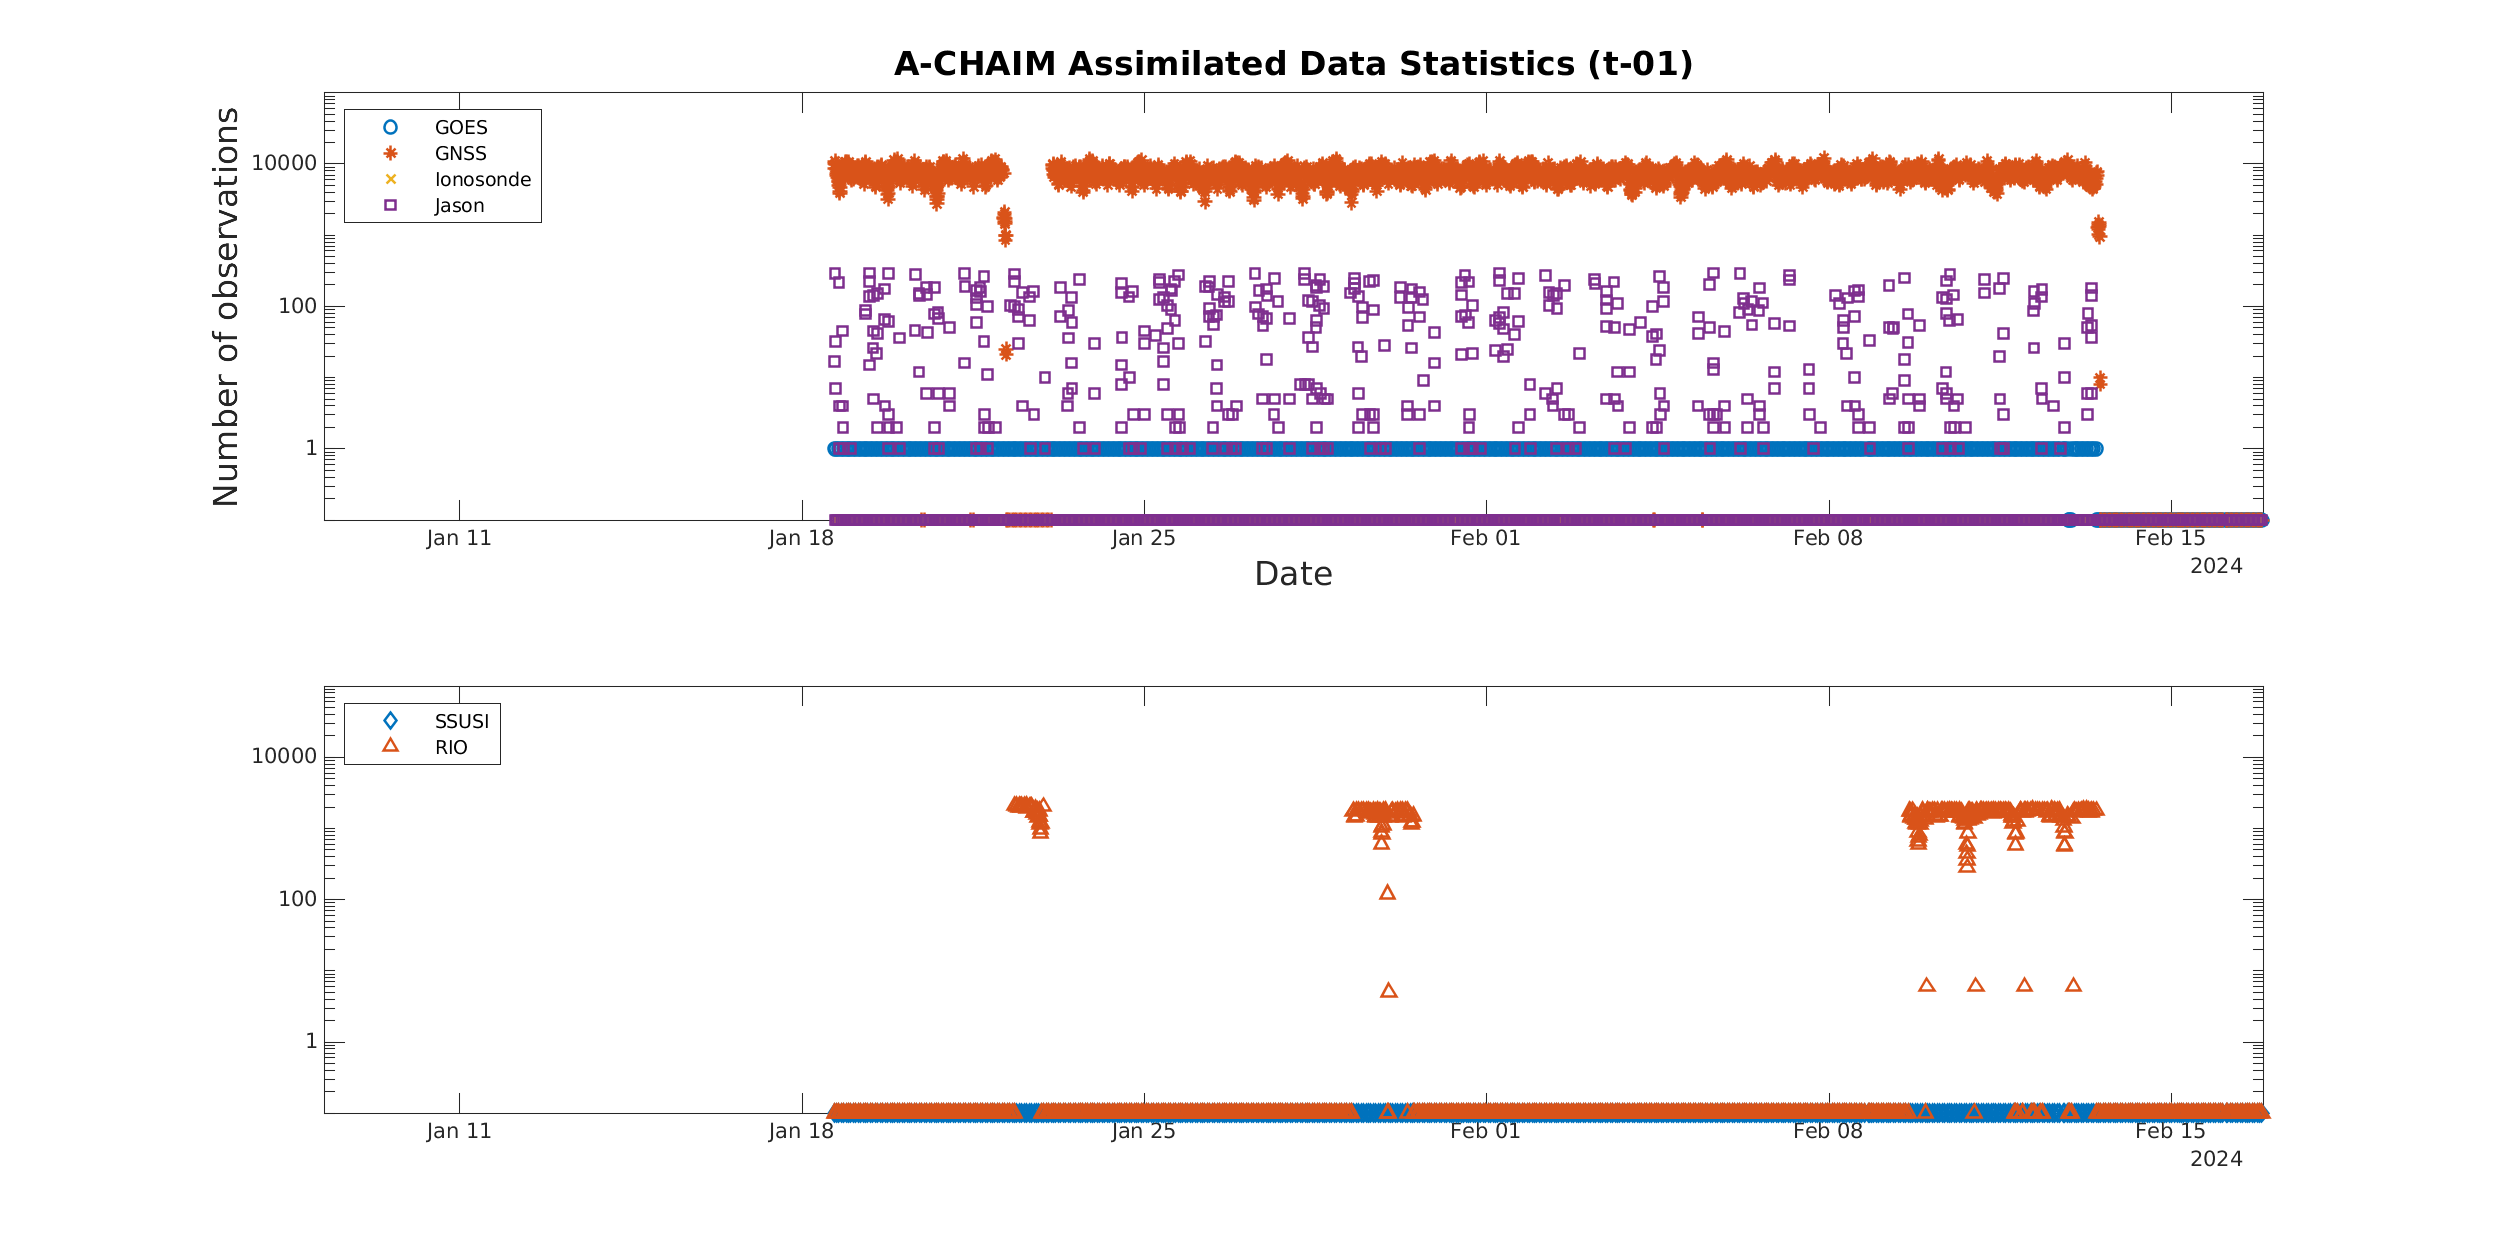 A-CHAIM Assimilated Data Statistics (t-01)
Number of observations
10000
100
1
GOES
GNSS
Ionosonde
Jason
Jan 11
Jan 18
Jan 25
Feb 01
Feb 08
Feb 15
2024
Date
10000
100
1
SSUSI
RIO
Jan 11
Jan 18
Jan 25
Feb 01
Feb 08
Feb 15
2024